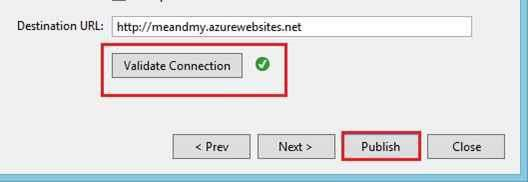 Destination URL: http://meandmy.azurewebsites.net
Validate Connection
< Prev Next > Publish Close